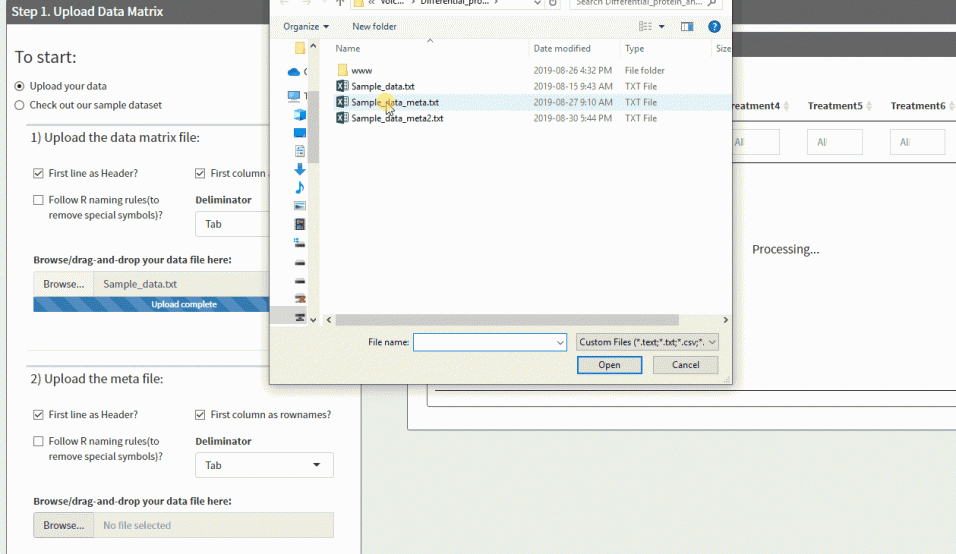 Step 1. Upload Data Matrix
To start:
Upload your data
Check out our sample dataset
1) Upload the data matrix file:
First line as Header?
First column
Follow R naming rules(to
remove special symbols)?
Deliminator
Tab
Browse/drag-and-drop your data file here:
Browse... Sample_data.txt
Upload complete
2) Upload the meta file:
First line as Header?
First column as rownames?
Follow R naming rules(to
remove special symbols)?
Deliminator
Tab
Browse/drag-and-drop your data file here:
Browse... No file selected
« Volc... > Differential_pro... >
Search Differential_protein_an...
Organize New folder
Name Date modified Type Size
www 2019-08-26 4:32 PM File folder
Sample_data.txt 2019-08-15 9:43 AM TXT File
Sample_data_meta.txt 2019-08-27 9:10 AM TXT File
Sample_data_meta2.txt 2019-08-30 5:44 PM TXT File
File name:
Custom Files (*.text;*.txt;*.csv;*.
Open Cancel
reatment4 Treatment5 Treatment6
All All All
Processing...